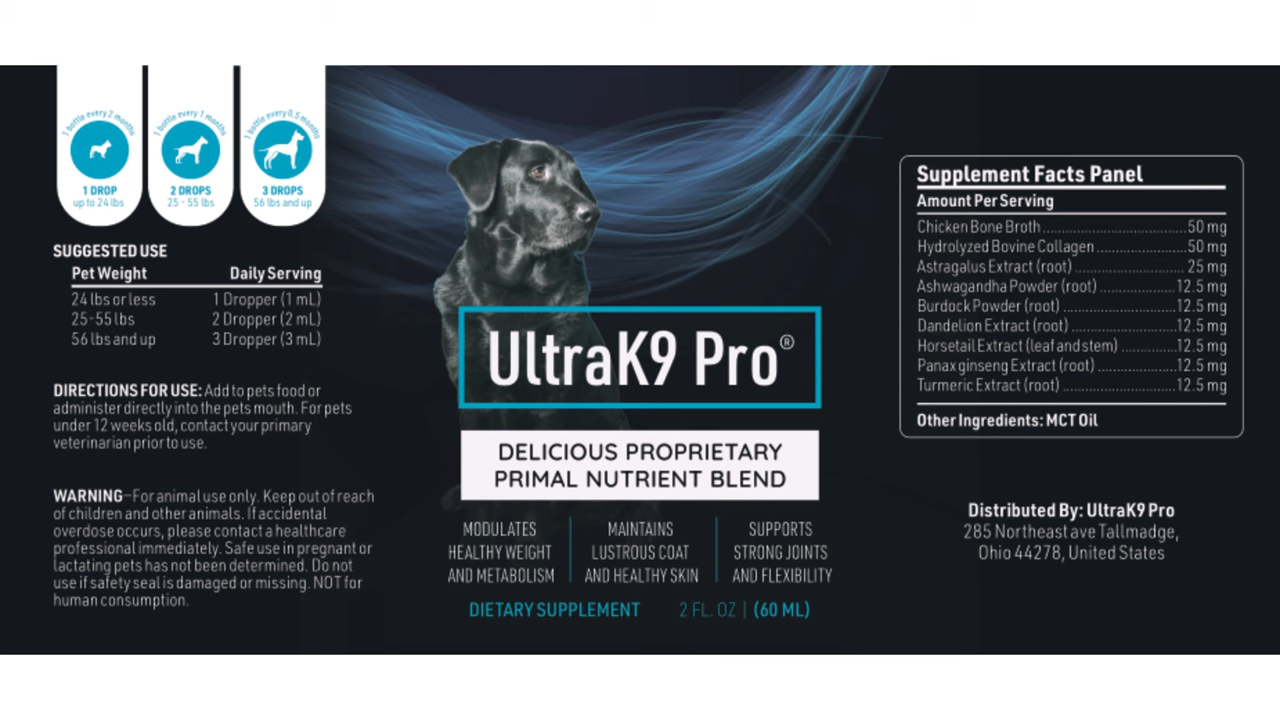 1 bottle every 2 months
1 DROP
up to 24 lbs
1 bottle every 1 months
2 DROPS
25 - 55 lbs
1 bottle every 0.5 months
3 DROPS
56 lbs and up
SUGGESTED USE
Pet Weight Daily Serving
24 lbs or less 1 Dropper (1 mL)
25-55 lbs 2 Dropper (2 mL)
56 lbs and up 3 Dropper (3 mL)
DIRECTIONS FOR USE: Add to pets food or
administer directly into the pets mouth. For pets
under 12 weeks old, contact your primary
veterinarian prior to use.
WARNING-For animal use only. Keep out of reach
of children and other animals. If accidental
overdose occurs, please contact a healthcare
professional immediately. Safe use in pregnant or
lactating pets has not been determined. Do not
use if safety seal is damaged or missing. NOT for
human consumption.
UltraK9 Pro®
DELICIOUS PROPRIETARY
PRIMAL NUTRIENT BLEND
MODULATES
HEALTHY WEIGHT
AND METABOLISM
MAINTAINS
LUSTROUS COAT
AND HEALTHY SKIN
SUPPORTS
STRONG JOINTS
AND FLEXIBILITY
DIETARY SUPPLEMENT 2 FL. OZ | (60 ML)
Supplement Facts Panel
Amount Per Serving
Chicken Bone Broth 50 mg
Hydrolyzed Bovine Collagen 50 mg
Astragalus Extract (root) 25 mg
Ashwagandha Powder (root) 12.5 mg
Burdock Powder (root) 12.5 mg
Dandelion Extract (root) 12.5 mg
Horsetail Extract (leaf and stem) 12.5 mg
Panax ginseng Extract (root) 12.5 mg
Turmeric Extract (root) 12.5 mg
Other Ingredients: MCT Oil
Distributed By: UltraK9 Pro
285 Northeast ave Tallmadge,
Ohio 44278, United States